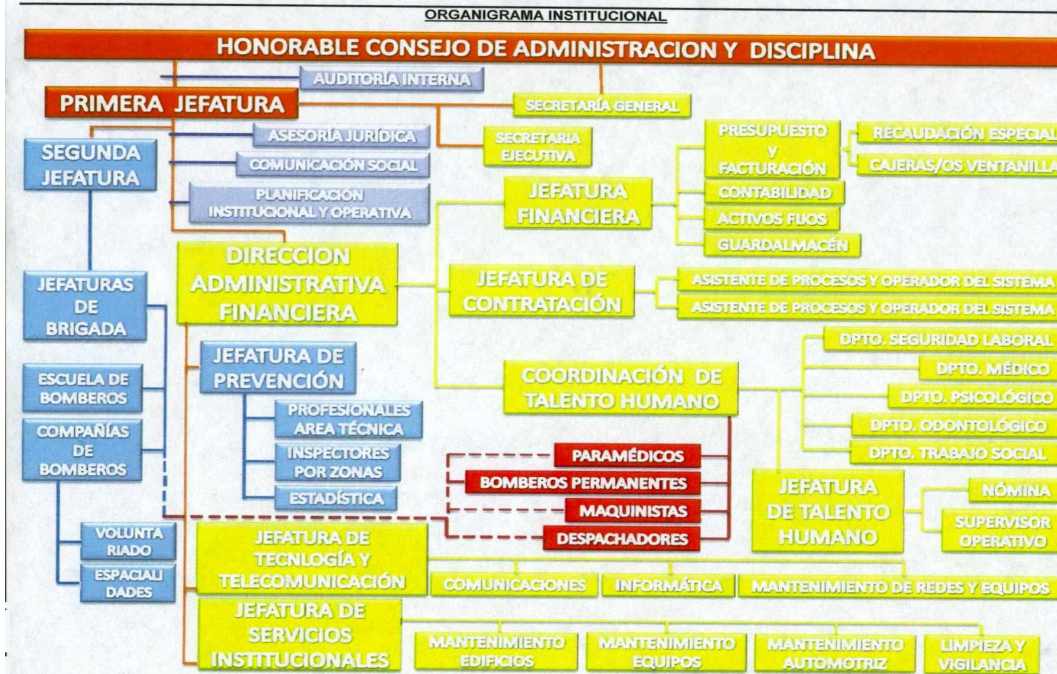 ORGANIGRAMA INSTITUCIONAL
HONORABLE CONSEJO DE ADMINISTRACION Y DISCIPLINA
AUDITORÍA INTERNA
PRIMERA JEFATURA
SECRETARÍA GENERAL
ASESORÍA JURÍDICA
SECRETARIA
EJECUTIVA
COMUNICACIÓN SOCIAL
PLANIFICACIÓN
INSTITUCIONAL Y OPERATIVA
SEGUNDA
JEFATURA
PRESUPUESTO
y
FACTURACIÓN
RECAUDACIÓN ESPECIAL
CAJERAS/OS VENTANILLA
JEFATURA
FINANCIERA
CONTABILIDAD
ACTIVOS FIJOS
GUARDALMACÉN
DIRECCION
ADMINISTRATIVA
FINANCIERA
JEFATURA DE
CONTRATACIÓN
ASISTENTE DE PROCESOS Y OPERADOR DEL SISTEMA
ASISTENTE DE PROCESOS Y OPERADOR DEL SISTEMA
JEFATURAS
DE
BRIGADA
JEFATURA DE
PREVENCIÓN
COORDINACIÓN DE
TALENTO HUMANO
DPTO. SEGURIDAD LABORAL
DPTO. MÉDICO
DPTO. PSICOLÓGICO
DPTO. ODONTOLÓGICO
DPTO. TRABAJO SOCIAL
ESCUELA DE
BOMBEROS
COMPAÑÍAS
DE
BOMBEROS
PROFESIONALES
AREA TÉCNICA
INSPECTORES
POR ZONAS
ESTADÍSTICA
PARAMÉDICOS
BOMBEROS PERMANENTES
MAQUINISTAS
DESPACHADORES
JEFATURA
DE TALENTO
HUMANO
NÓMINA
SUPERVISOR
OPERATIVO
VOLUNTA
RIADO
ESPACIALI
DADES
JEFATURA DE
TECNLOGÍA Y
TELECOMUNICACIÓN
COMUNICACIONES
INFORMÁTICA
MANTENIMIENTO DE REDES Y EQUIPOS
JEFATURA DE
SERVICIOS
INSTITUCIONALES
MANTENIMIENTO
EDIFICIOS
MANTENIMIENTO
EQUIPOS
MANTENIMIENTO
AUTOMOTRIZ
LIMPIEZA Y
VIGILANCIA